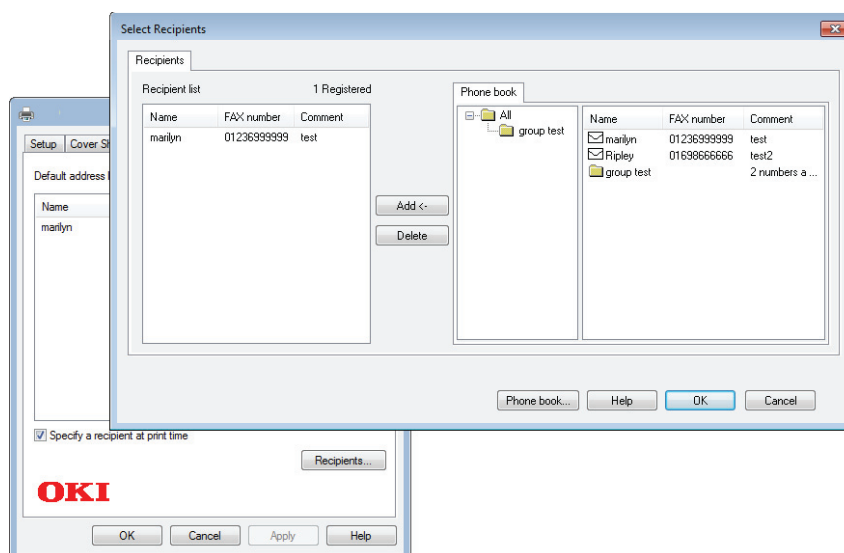 Select Recipients
Recipients
Recipient list 1 Registered
Name FAX number Comment
marilyn 01236999999 test
Add <-
Delete
Phone book
All
group test
Name FAX number Comment
marilyn 01236999999 test
Ripley 01698666666 test2
group test 2 numbers a ...
Phone book... Help OK Cancel
Setup Cover Sh
Default address l
Name
marilyn
Specify a recipient at print time
Recipients...
OKI
OK Cancel Apply Help